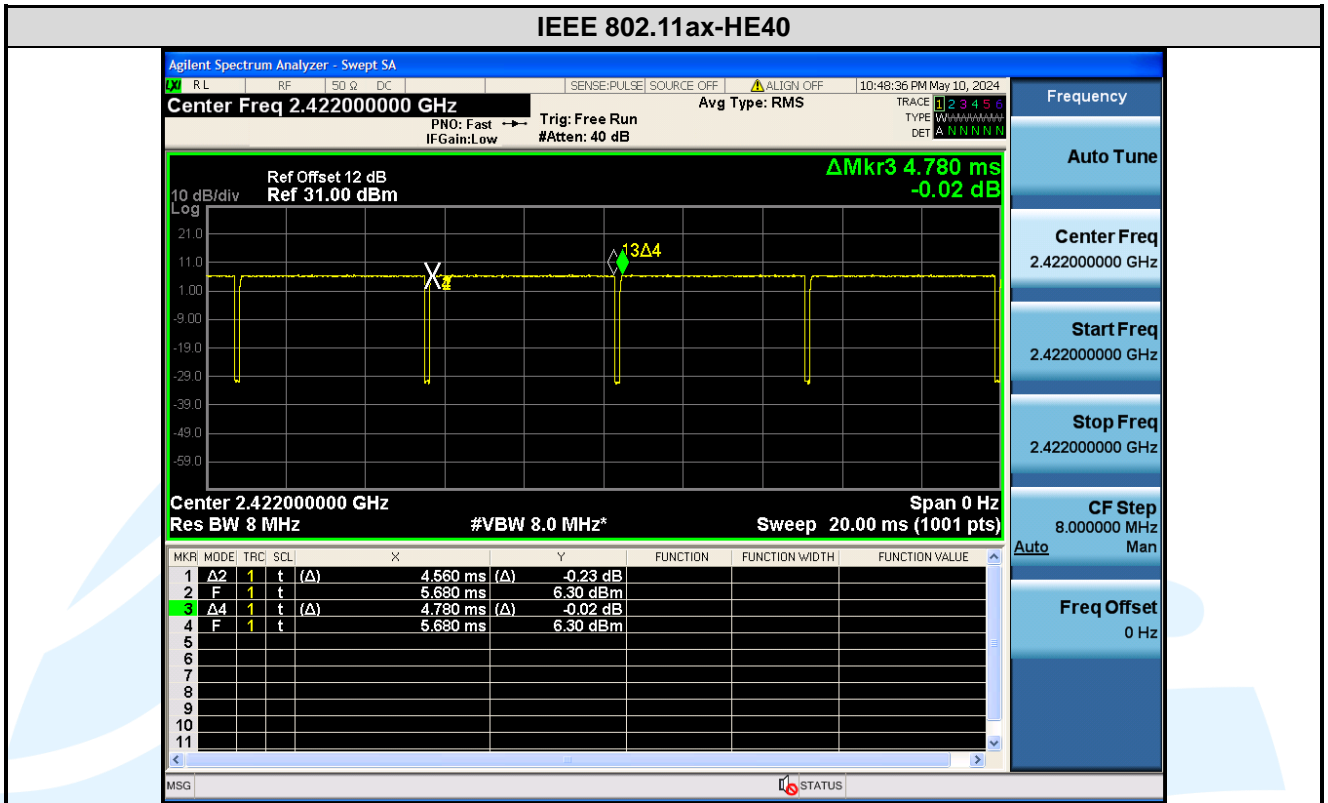 IEEE 802.11ax-HE40
Agilent Spectrum Analyzer - Swept SA
LXI RL RF 50 Ω DC SENSE:PULSE SOURCE OFF ALIGN OFF 10:48:36 PM May 10, 2024
Center Freq 2.422000000 GHz
PNO: Fast
IFGain:Low
Trig: Free Run
#Atten: 40 dB
Avg Type: RMS
TRACE 1 2 3 4 5 6
TYPE W
DET A N N N N N
Ref Offset 12 dB
Ref 31.00 dBm
10 dB/div
Log
ΔMkr3 4.780 ms
-0.02 dB
21.0
11.0
1.00
-9.00
-19.0
-29.0
-39.0
-49.0
-59.0
13Δ4
X
Center 2.422000000 GHz Span 0 Hz
Res BW 8 MHz #VBW 8.0 MHz* Sweep 20.00 ms (1001 pts)
MKR MODE TRC SCL X Y FUNCTION FUNCTION WIDTH FUNCTION VALUE
1 Δ2 1 t (Δ) 4.560 ms (Δ) -0.23 dB
2 F 1 t 5.680 ms 6.30 dBm
3 Δ4 1 t (Δ) 4.780 ms (Δ) -0.02 dB
4 F 1 t 5.680 ms 6.30 dBm
5
6
7
8
9
10
11
MSG STATUS
Frequency
Auto Tune
Center Freq
2.422000000 GHz
Start Freq
2.422000000 GHz
Stop Freq
2.422000000 GHz
CF Step
8.000000 MHz
Auto Man
Freq Offset
0 Hz